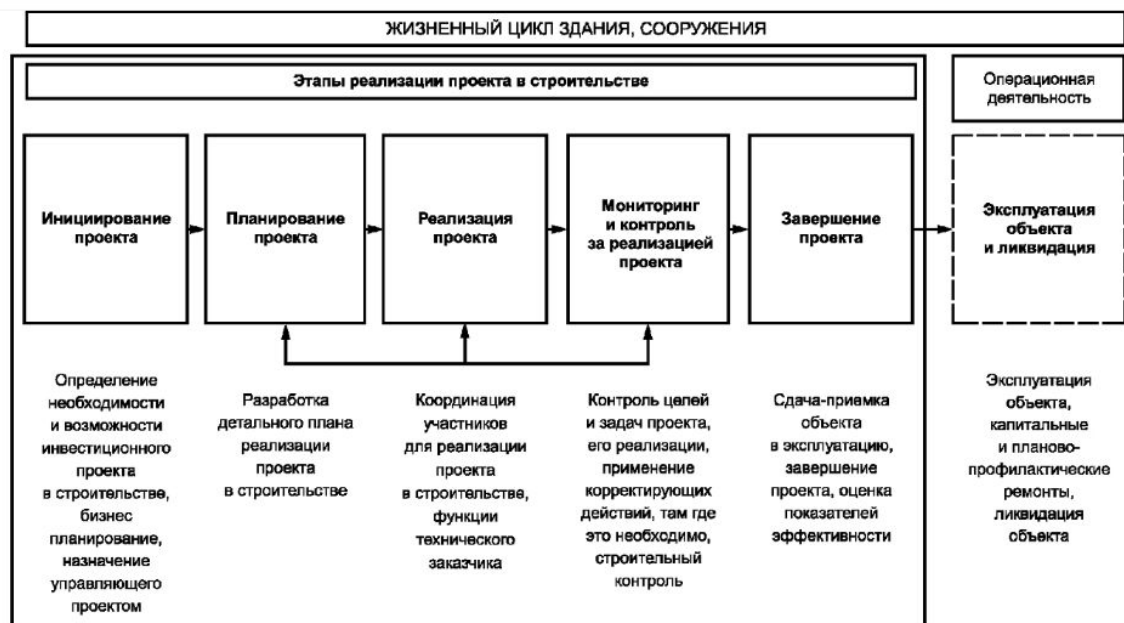 ЖИЗНЕННЫЙ ЦИКЛ ЗДАНИЯ, СООРУЖЕНИЯ
Этапы реализации проекта в строительстве
Операционная
деятельность
Инициирование
проекта
Планирование
проекта
Реализация
проекта
Мониторинг
и контроль
за реализацией
проекта
Завершение
проекта
Эксплуатация
объекта
и ликвидация
Определение
необходимости
и возможности
инвестиционного
проекта
в строительстве,
бизнес
планирование,
назначение
управляющего
проектом
Разработка
детального плана
реализации
проекта
в строительстве
Координация
участников
для реализации
проекта
в строительстве,
функции
технического
заказчика
Контроль целей
и задач проекта,
его реализации,
применение
корректирующих
действий, там где
это необходимо,
строительный
контроль
Сдача-приемка
объекта
в эксплуатацию,
завершение
проекта, оценка
показателей
эффективности
Эксплуатация
объекта,
капитальные
и планово-
профилактические
ремонты,
ликвидация
объекта